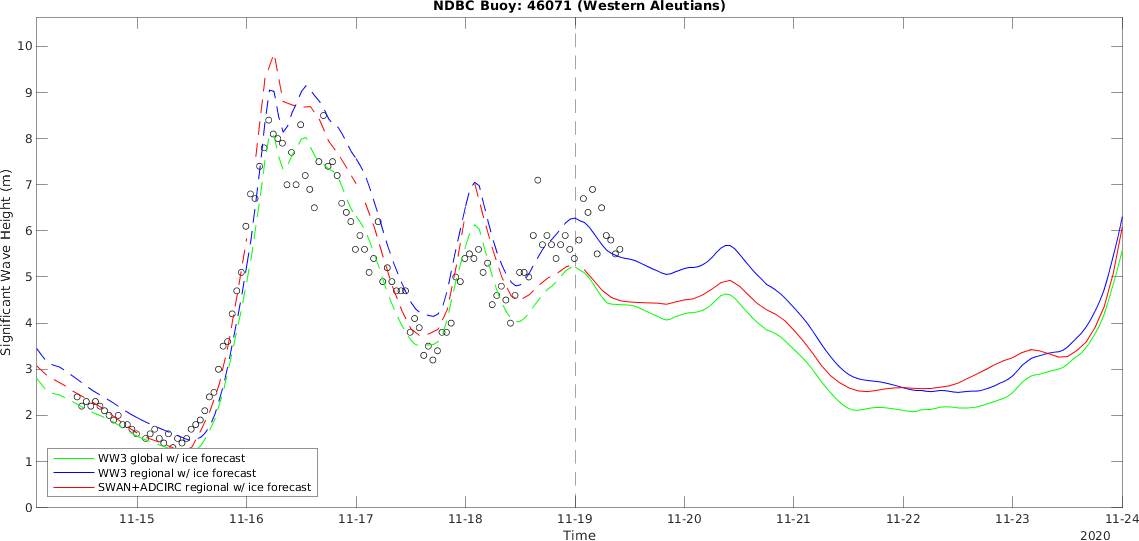 NDBC Buoy: 46071 (Western Aleutians)
Significant Wave Height (m)
10
9
8
7
6
5
4
3
2
1
0
WW3 global w/ ice forecast
WW3 regional w/ ice forecast
SWAN+ADCIRC regional w/ ice forecast
11-15 11-16 11-17 11-18 11-19 11-20 11-21 11-22 11-23 11-24
Time
2020